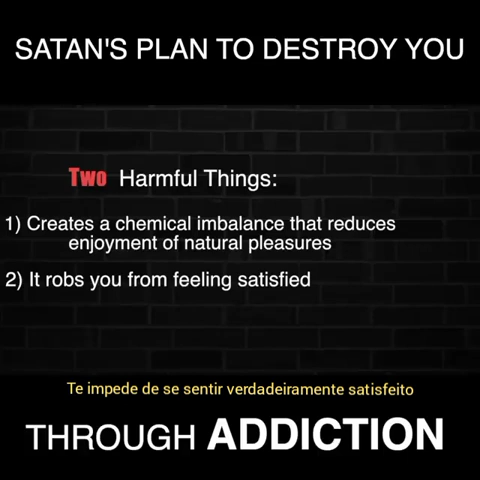 SATAN'S PLAN TO DESTROY YOU
Two Harmful Things:
1) Creates a chemical imbalance that reduces
enjoyment of natural pleasures
2) It robs you from feeling satisfied
Te impede de se sentir verdadeiramente satisfeito
THROUGH ADDICTION